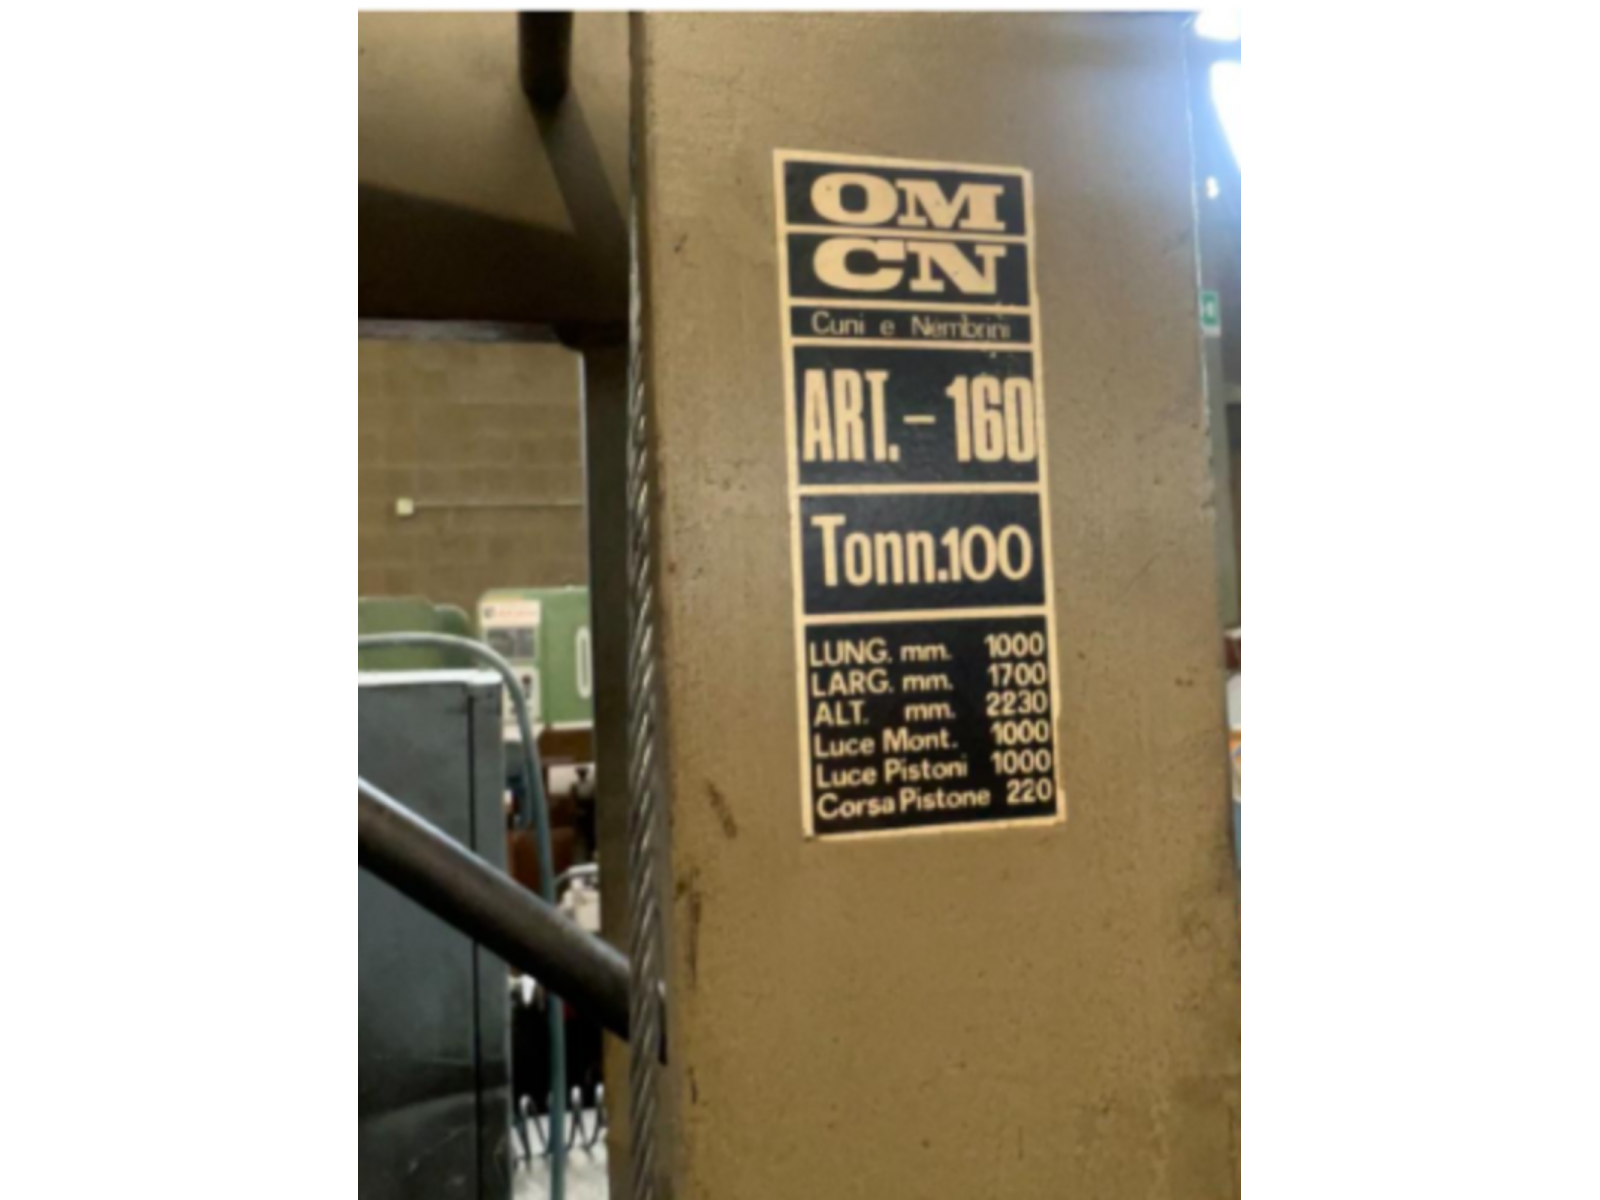 OM
CN
Cuni e Nembrini
ART.- 160
Tonn.100
LUNG. mm. 1000
LARG. mm. 1700
ALT. mm. 2230
Luce Mont. 1000
Luce Pistoni 1000
Corsa Pistone 220